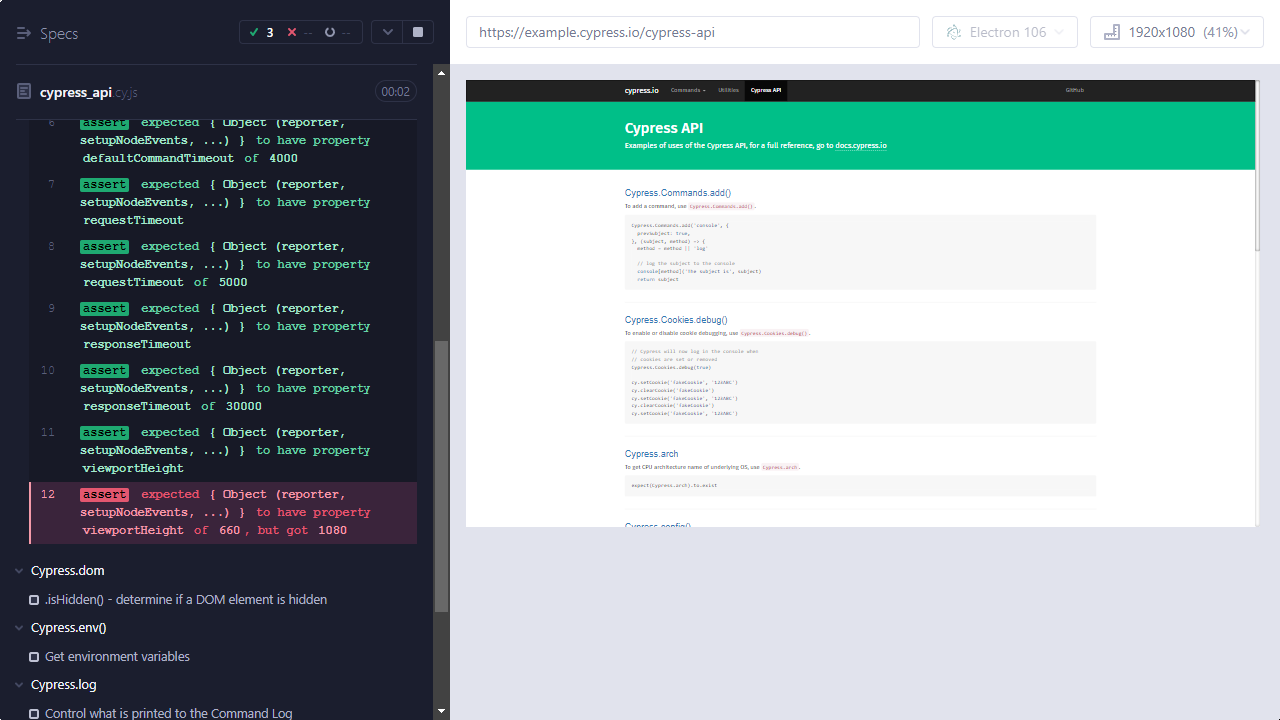 Specs
3
--
--
https://example.cypress.io/cypress-api
Electron 106
1920x1080 (41%)
cypress_api.cy.js
00:02
6 assert expected { Object (reporter,
setupNodeEvents, ...) } to have property
defaultCommandTimeout of 4000
7 assert expected { Object (reporter,
setupNodeEvents, ...) } to have property
requestTimeout
8 assert expected { Object (reporter,
setupNodeEvents, ...) } to have property
requestTimeout of 5000
9 assert expected { Object (reporter,
setupNodeEvents, ...) } to have property
responseTimeout
10 assert expected { Object (reporter,
setupNodeEvents, ...) } to have property
responseTimeout of 30000
11 assert expected { Object (reporter,
setupNodeEvents, ...) } to have property
viewportHeight
12 assert expected { Object (reporter,
setupNodeEvents, ...) } to have property
viewportHeight of 660, but got 1080
Cypress.dom
.isHidden() - determine if a DOM element is hidden
Cypress.env()
Get environment variables
Cypress.log
Control what is printed to the Command Log
cypress.io Commands Utilities Cypress API GitHub
Cypress API
Examples of uses of the Cypress API, for a full reference, go to docs.cypress.io
Cypress.Commands.add()
To add a command, use Cypress.Commands.add().
Cypress.Commands.add('console', {
prevSubject: true,
}, (subject, method) => {
method = method || 'log'
// log the subject to the console
console[method]('The subject is', subject)
return subject
Cypress.Cookies.debug()
To enable or disable cookie debugging, use Cypress.Cookies.debug().
// Cypress will now log in the console when
// cookies are set or removed
Cypress.Cookies.debug(true)
cy.setCookie('fakeCookie', '123ABC')
cy.clearCookie('fakeCookie')
cy.setCookie('fakeCookie', '123ABC')
cy.clearCookie('fakeCookie')
cy.setCookie('fakeCookie', '123ABC')
Cypress.arch
To get CPU architecture name of underlying OS, use Cypress.arch.
expect(Cypress.arch).to.exist
Cypress.config()